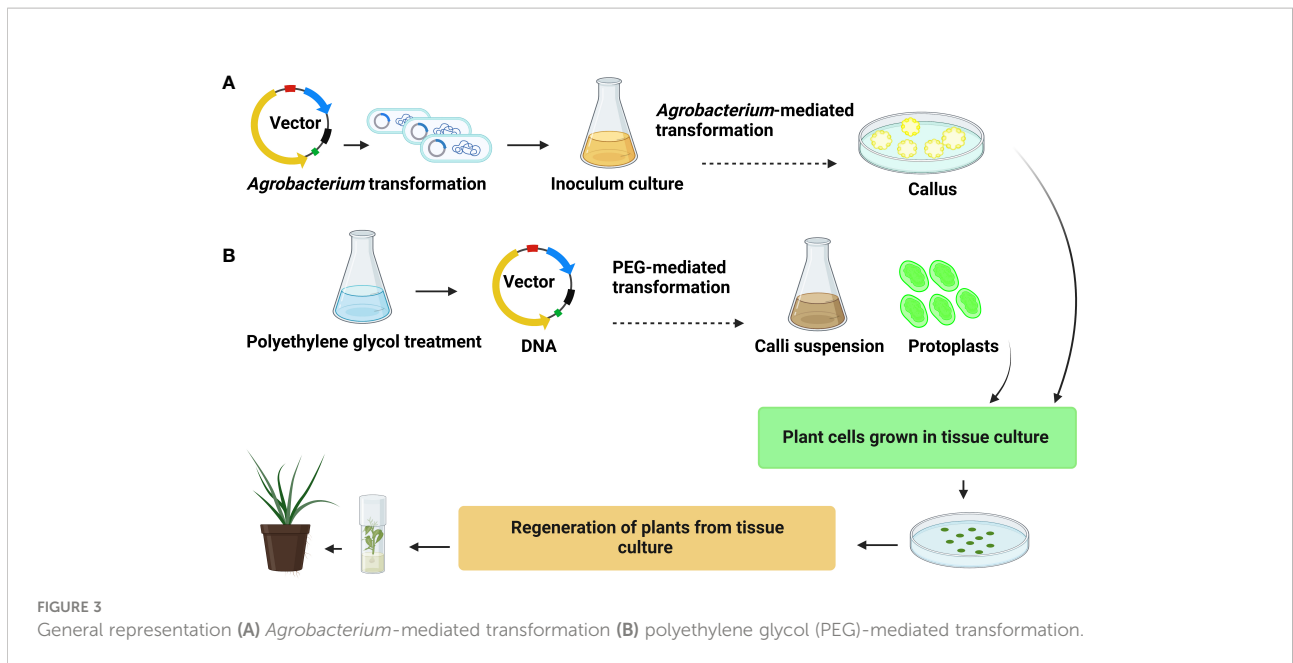 A
Vector
Agrobacterium transformation
Inoculum culture
Agrobacterium-mediated
transformation
Callus
B
Polyethylene glycol treatment
Vector
DNA
PEG-mediated
transformation
Calli suspension
Protoplasts
Plant cells grown in tissue culture
Regeneration of plants from tissue
culture
FIGURE 3
General representation (A) Agrobacterium-mediated transformation (B) polyethylene glycol (PEG)-mediated transformation.